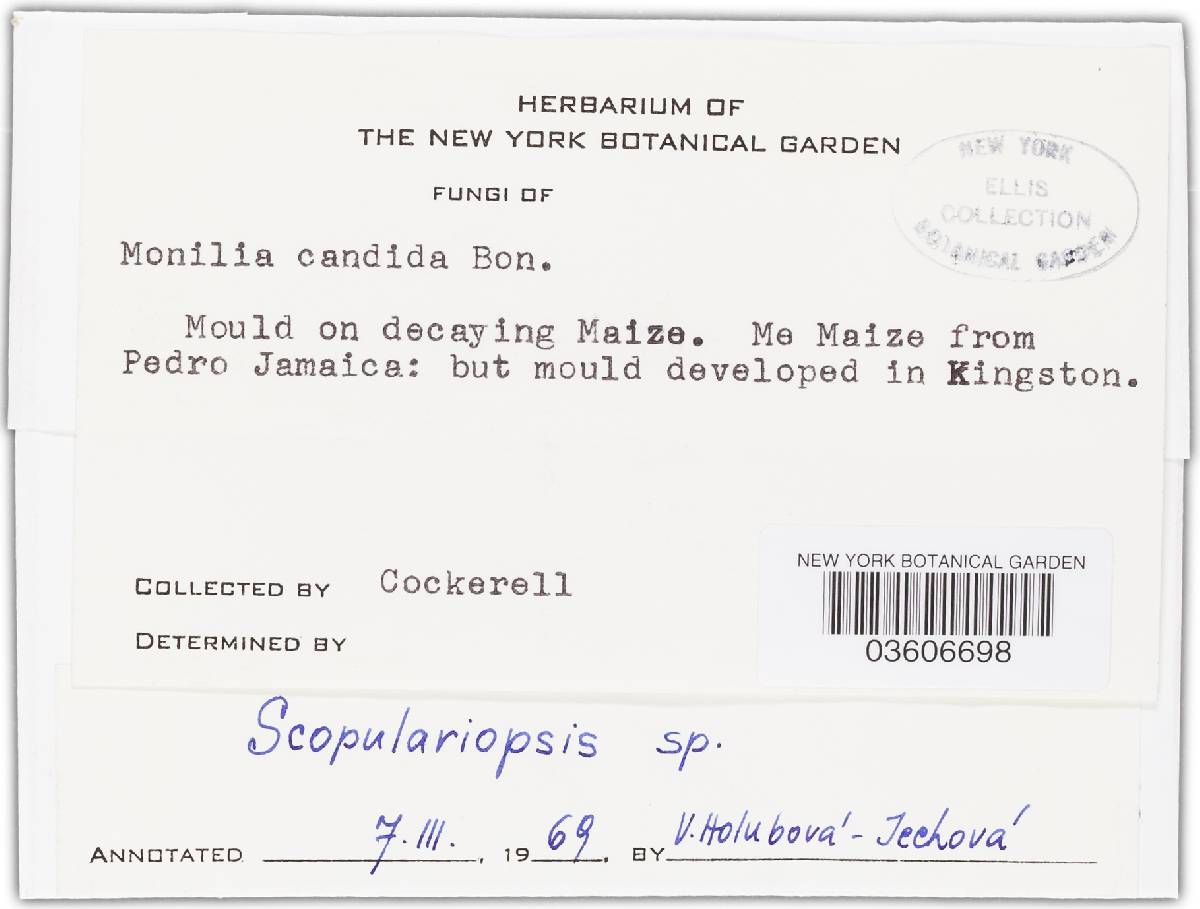 HERBARIUM OF
THE NEW YORK BOTANICAL GARDEN
NEW YORK
ELLIS
COLLECTION
BOTANICAL GARDEN
FUNGI OF
Monilia candida Bon.
Mould on decaying Maize. Me Maize from
Pedro Jamaica: but mould developed in Kingston.
COLLECTED BY Cockerell
DETERMINED BY
NEW YORK BOTANICAL GARDEN
03606698
Scopulariopsis sp.
ANNOTATED 7.III. , 1969. BY V. Holubová-Jechová